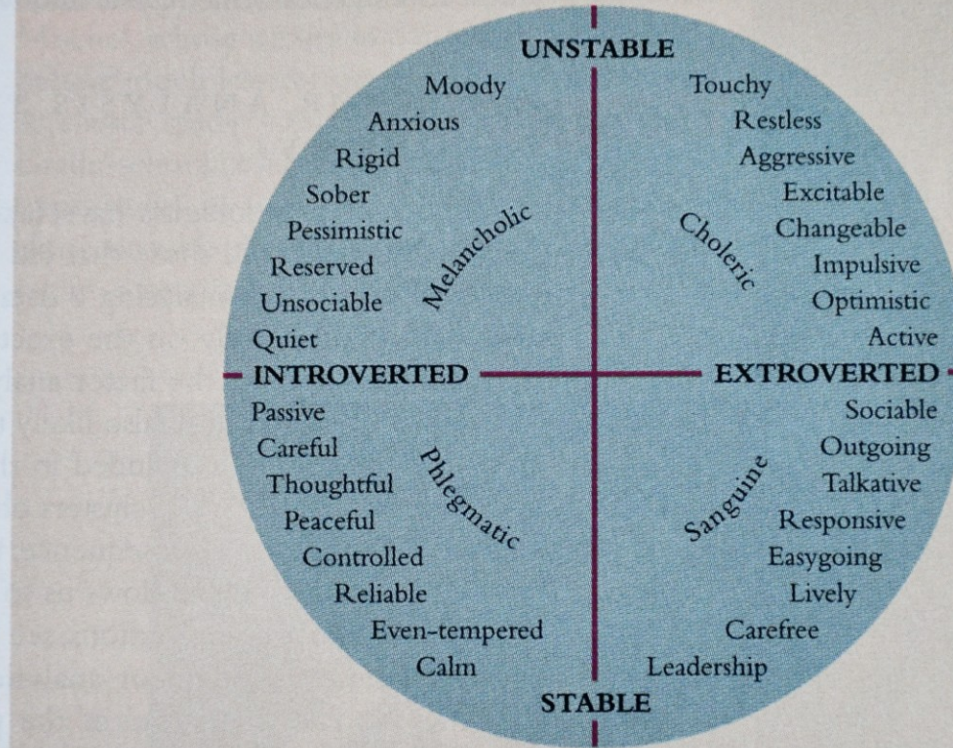 UNSTABLE
Moody
Anxious
Rigid
Sober
Pessimistic
Reserved
Unsociable
Quiet
Melancholic
Touchy
Restless
Aggressive
Excitable
Changeable
Impulsive
Optimistic
Active
Choleric
INTROVERTED
EXTROVERTED
Passive
Careful
Thoughtful
Peaceful
Controlled
Reliable
Even-tempered
Calm
Phlegmatic
Sociable
Outgoing
Talkative
Responsive
Easygoing
Lively
Carefree
Leadership
Sanguine
STABLE